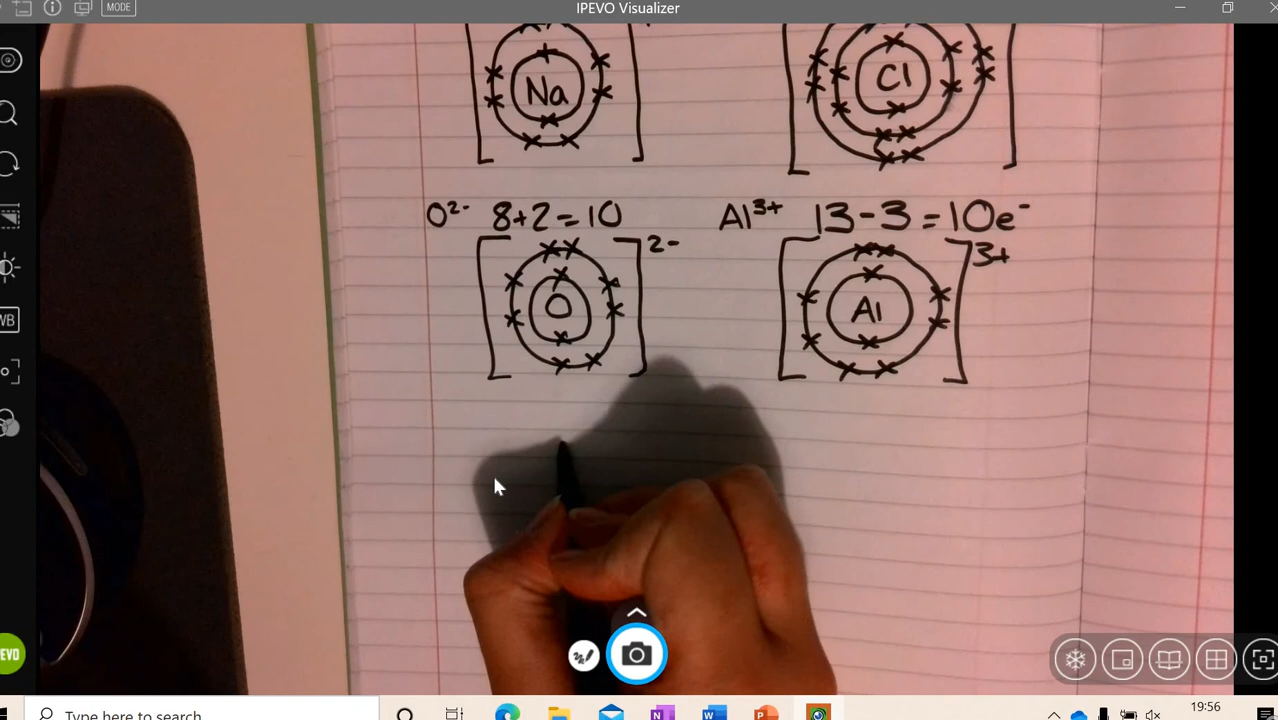 IPEVO Visualizer
MODE
Na
Cl
O²⁻ 8+2=10
Al³⁺ 13-3=10e⁻
2-
3+
O
Al
WB
EVO
19:56
Type here to search